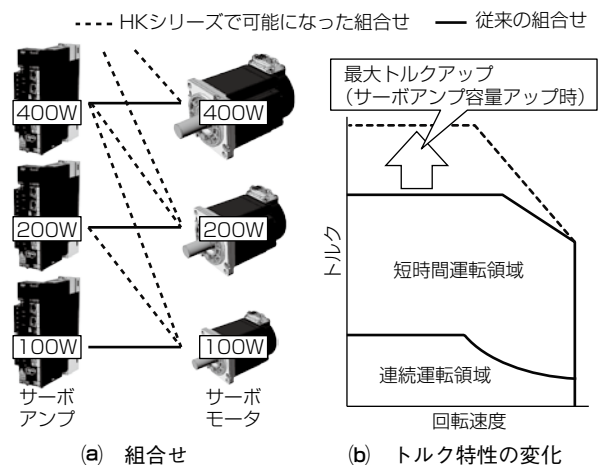 HKシリーズで可能になった組合せ
従来の組合せ
400W
400W
200W
200W
100W
100W
サーボ
アンプ
サーボ
モータ
(a) 組合せ
最大トルクアップ
(サーボアンプ容量アップ時)
トルク
短時間運転領域
連続運転領域
回転速度
(b) トルク特性の変化